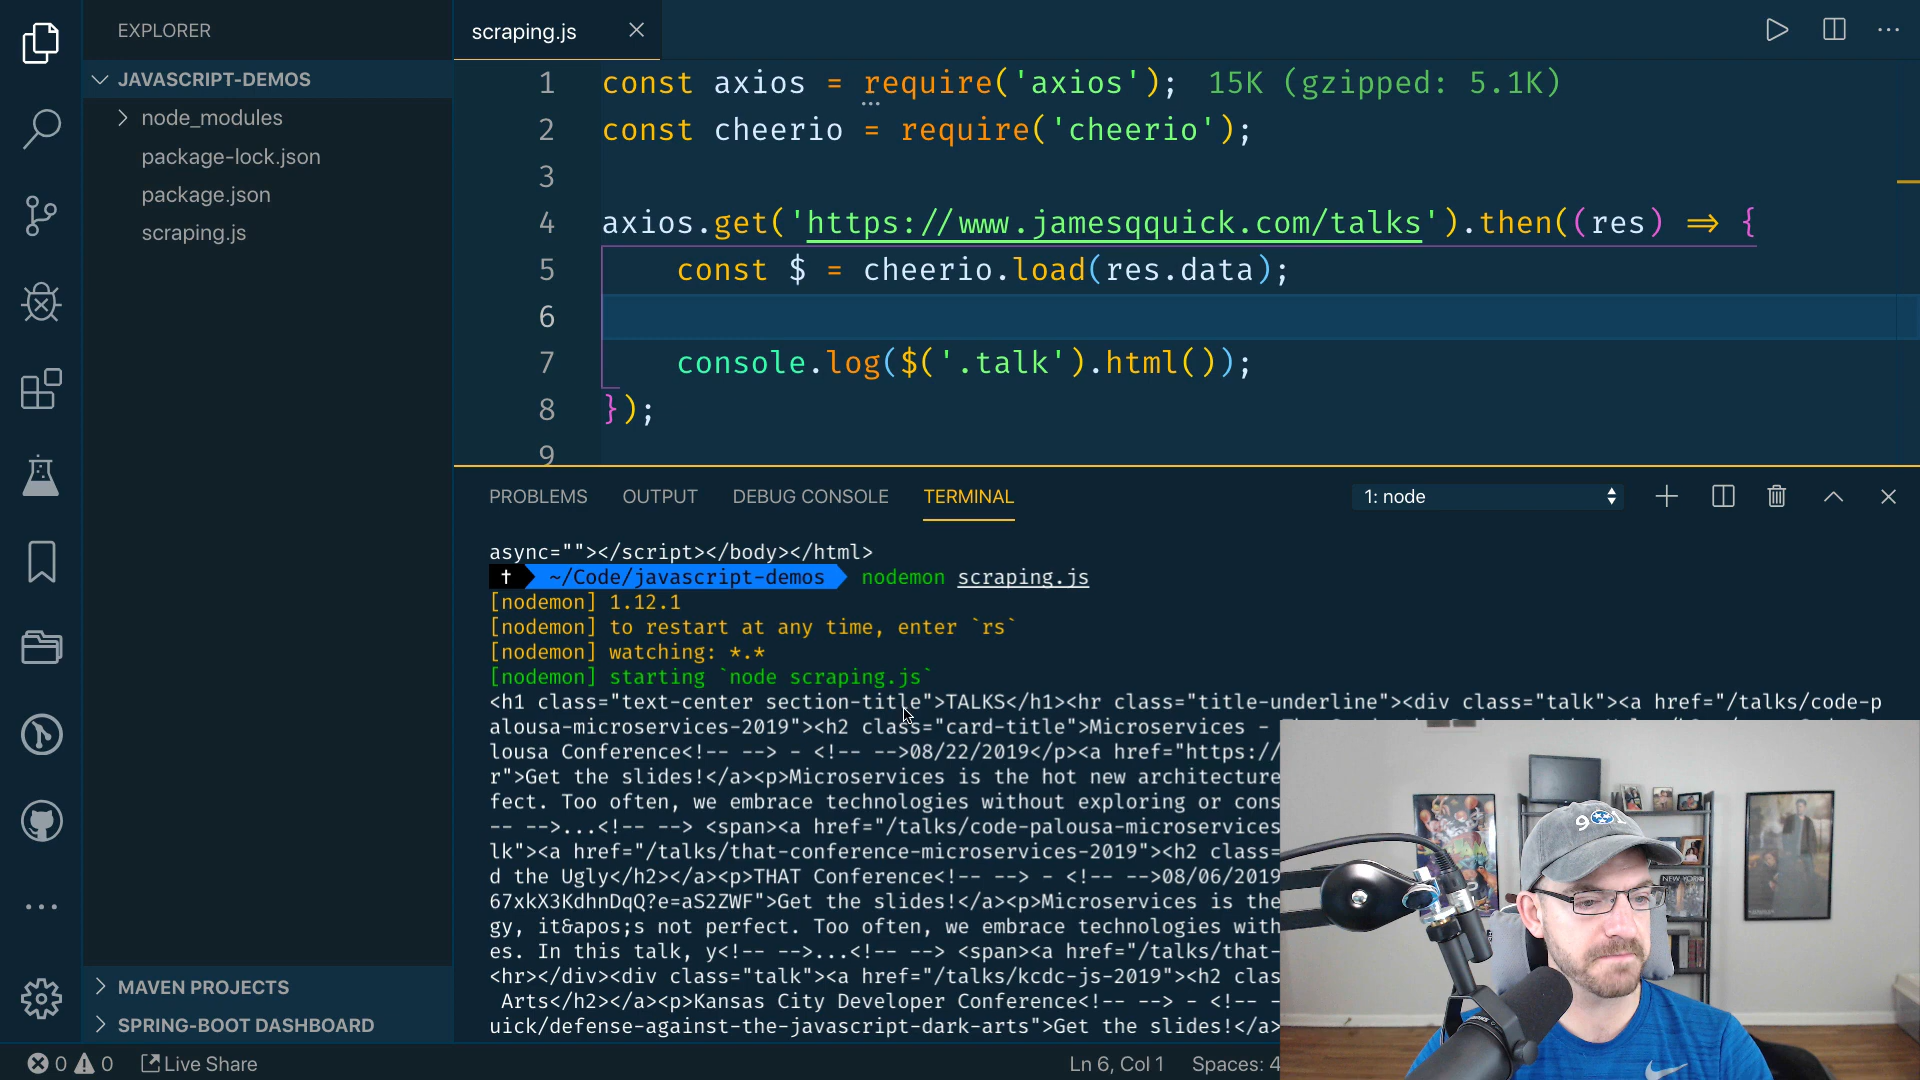 EXPLORER
JAVASCRIPT-DEMOS
node_modules
package-lock.json
package.json
scraping.js
MAVEN PROJECTS
SPRING-BOOT DASHBOARD
scraping.js
1 const axios = require('axios'); 15K (gzipped: 5.1K)
2 const cheerio = require('cheerio');
3
4 axios.get('https://www.jamesqquick.com/talks').then((res) => {
5 const $ = cheerio.load(res.data);
6
7 console.log($('.talk').html());
8 });
9
PROBLEMS OUTPUT DEBUG CONSOLE TERMINAL 1: node
async=""></script></body></html>
† ~/Code/javascript-demos nodemon scraping.js
[nodemon] 1.12.1
[nodemon] to restart at any time, enter `rs`
[nodemon] watching: *.*
[nodemon] starting `node scraping.js`
<h1 class="text-center section-title">TALKS</h1><hr class="title-underline"><div class="talk"><a href="/talks/code-p
alousa-microservices-2019"><h2 class="card-title">Microservices -
lousa Conference<!-- --> - <!-- -->08/22/2019</p><a href="https://
r">Get the slides!</a><p>Microservices is the hot new architecture
fect. Too often, we embrace technologies without exploring or cons
-- -->...<!-- --> <span><a href="/talks/code-palousa-microservices
lk"><a href="/talks/that-conference-microservices-2019"><h2 class=
d the Ugly</h2></a><p>THAT Conference<!-- --> - <!-- -->08/06/2019
67xkX3KdhnDqQ?e=aS2ZWF">Get the slides!</a><p>Microservices is the
gy, it&apos;s not perfect. Too often, we embrace technologies with
es. In this talk, y<!-- -->...<!-- --> <span><a href="/talks/that-
<hr></div><div class="talk"><a href="/talks/kcdc-js-2019"><h2 clas
Arts</h2></a><p>Kansas City Developer Conference<!-- --> - <!-- -
uick/defense-against-the-javascript-dark-arts">Get the slides!</a>
901
NEW YORK
0 0 Live Share Ln 6, Col 1 Spaces: 4